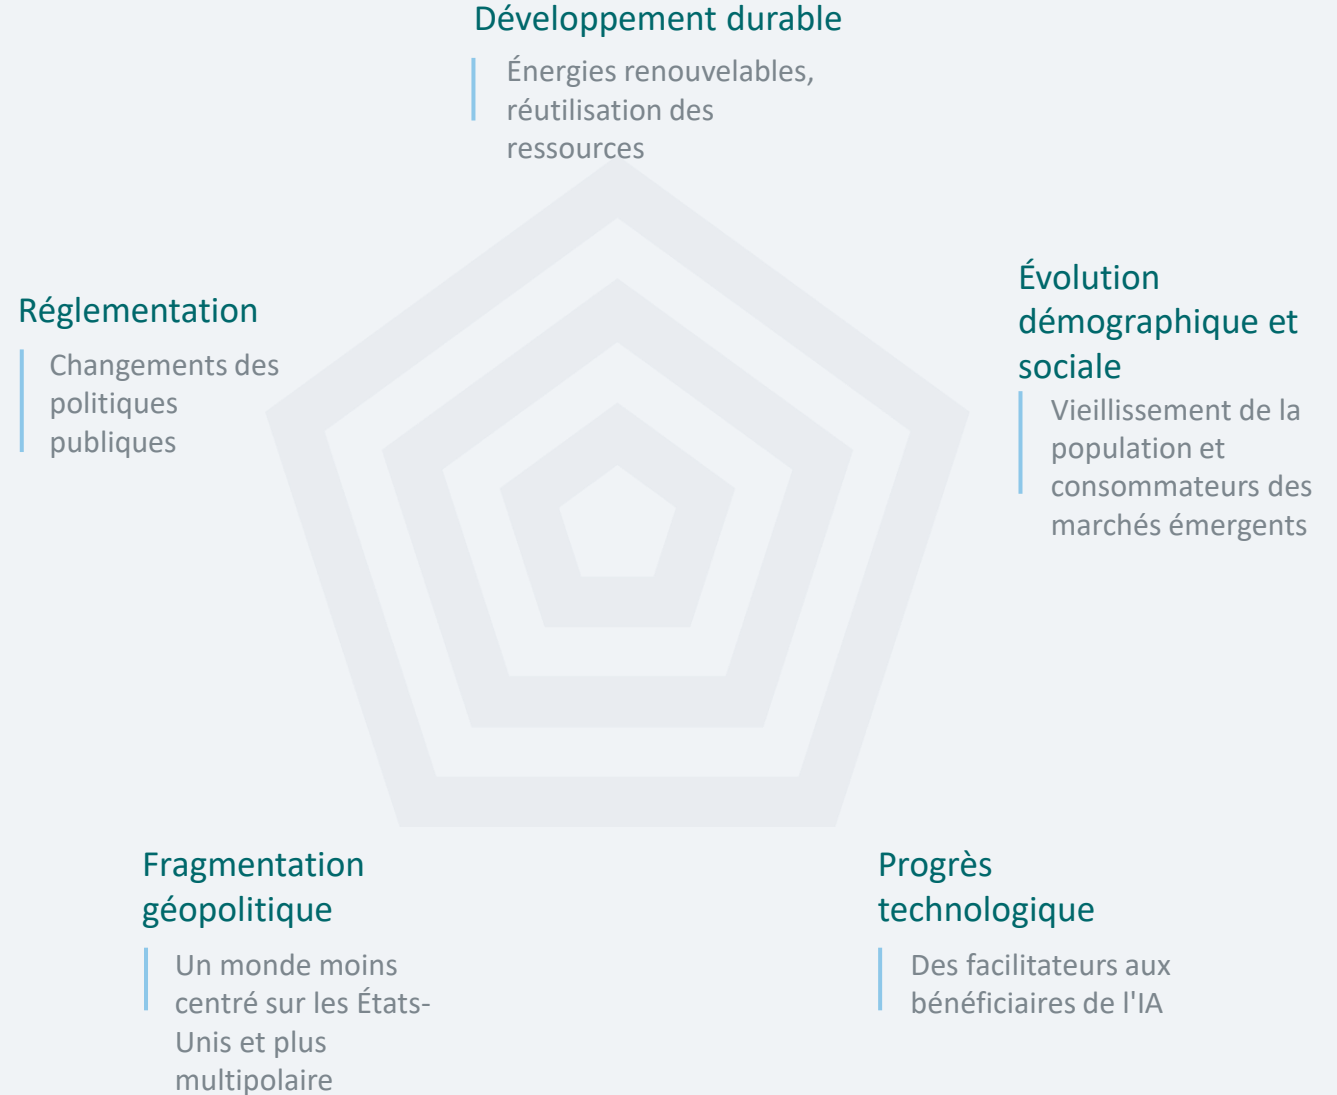 Développement durable
Énergies renouvelables,
réutilisation des
ressources
Réglementation
Changements des
politiques
publiques
Évolution
démographique et
sociale
Vieillissement de la
population et
consommateurs des
marchés émergents
Fragmentation
géopolitique
Un monde moins
centré sur les États-
Unis et plus
multipolaire
Progrès
technologique
Des facilitateurs aux
bénéficiaires de l'IA